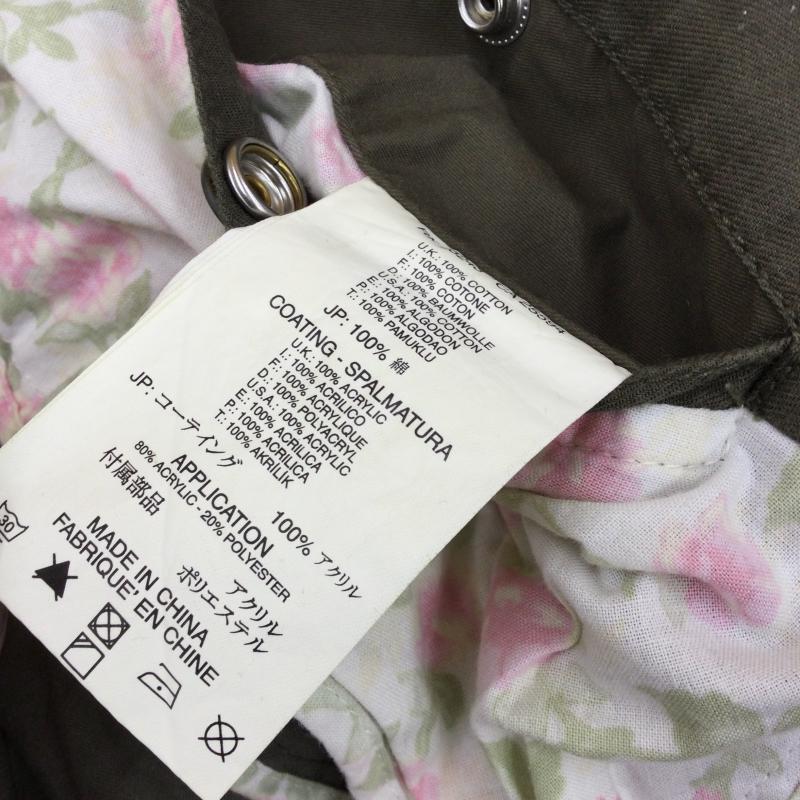 U.K.: 100% COTTON
I.: 100% COTONE
F.: 100% COTON
D.: 100% BAUMWOLLE
U.S.A.: 100% COTTON
E.: 100% ALGODON
P.: 100% ALGODAO
T.: 100% PAMUKLU
JP: 100% 綿
COATING - SPALMATURA
U.K.: 100% ACRYLIC
I.: 100% ACRILICO
F.: 100% ACRYLIQUE
D.: 100% POLYACRYL
U.S.A. 100% ACRYLIC
E.: 100% ACRILICA
P.: 100% ACRILICA
T.: 100% AKRILIK
JP: コーティング 100% アクリル
APPLICATION
80% ACRYLIC - 20% POLYESTER
付属部品 アクリル
ポリエステル
MADE IN CHINA
FABRIQUE' EN CHINE
30